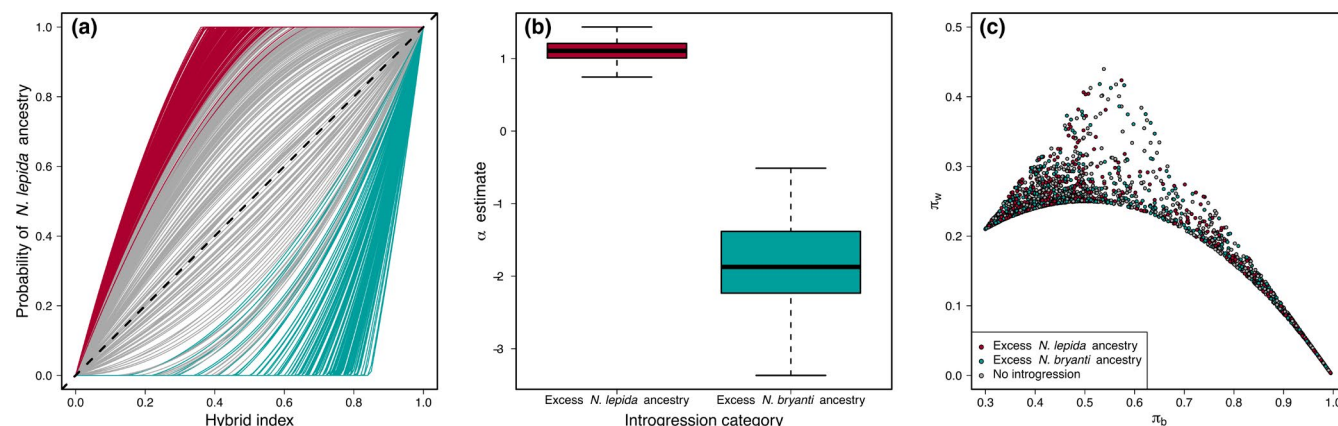 (a)
Probability of N. lepida ancestry
1.0
0.8
0.6
0.4
0.2
0.0
0.0 0.2 0.4 0.6 0.8 1.0
Hybrid index
(b)
α estimate
1
0
-1
-2
-3
Excess N. lepida ancestry Excess N. bryanti ancestry
Introgression category
(c)
πw
0.5
0.4
0.3
0.2
0.1
0.0
Excess N. lepida ancestry
Excess N. bryanti ancestry
No introgression
0.3 0.4 0.5 0.6 0.7 0.8 0.9 1.0
πb